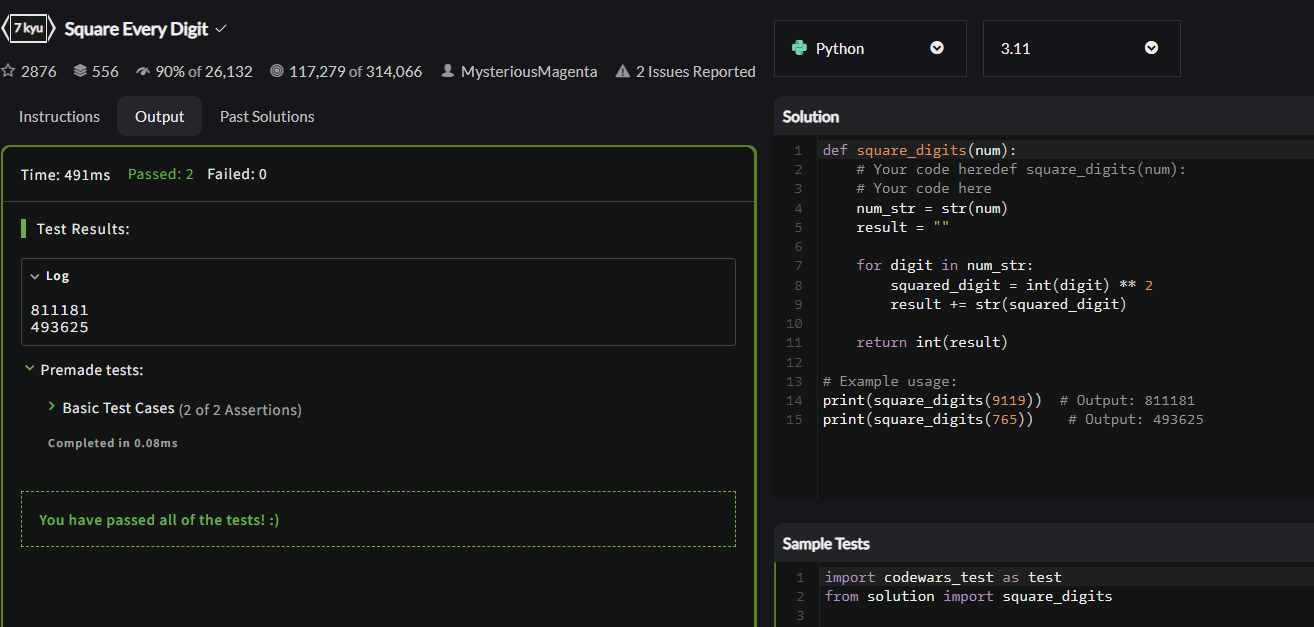 7 kyu Square Every Digit
2876 556 90% of 26,132 117,279 of 314,066 MysteriousMagenta 2 Issues Reported
Instructions Output Past Solutions
Time: 491ms Passed: 2 Failed: 0
Test Results:
Log
811181
493625
Premade tests:
Basic Test Cases (2 of 2 Assertions)
Completed in 0.08ms
You have passed all of the tests! :)
Python 3.11
Solution
1 def square_digits(num):
2     # Your code heredef square_digits(num):
3     # Your code here
4     num_str = str(num)
5     result = ""
6
7     for digit in num_str:
8         squared_digit = int(digit) ** 2
9         result += str(squared_digit)
10
11     return int(result)
12
13 # Example usage:
14 print(square_digits(9119))  # Output: 811181
15 print(square_digits(765))    # Output: 493625
Sample Tests
1 import codewars_test as test
2 from solution import square_digits
3